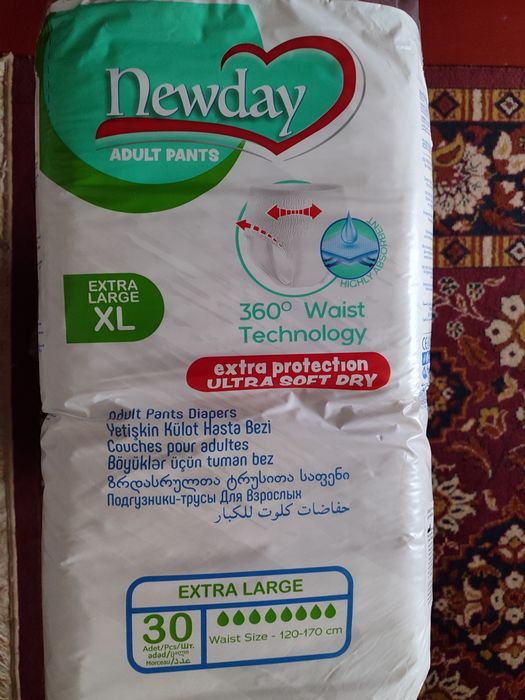 Newday
ADULT PANTS
HIGHLY ABSORBENT
EXTRA
LARGE
XL
360° Waist
Technology
extra protection
ULTRA SOFT DRY
Adult Pants Diapers
Yetişkin Külot Hasta Bezi
Couches pour adultes
Böyüklər üçün tuman bez
ზრდასრულთა ტრუსითა საფენი
Подгузники-трусы Для Взрослых
حفاضات كلوت للكبار
EXTRA LARGE
30
Adet/Pcs/Шт.
ədəd/ცალი
Morceau/عدد
Waist Size - 120-170 cm